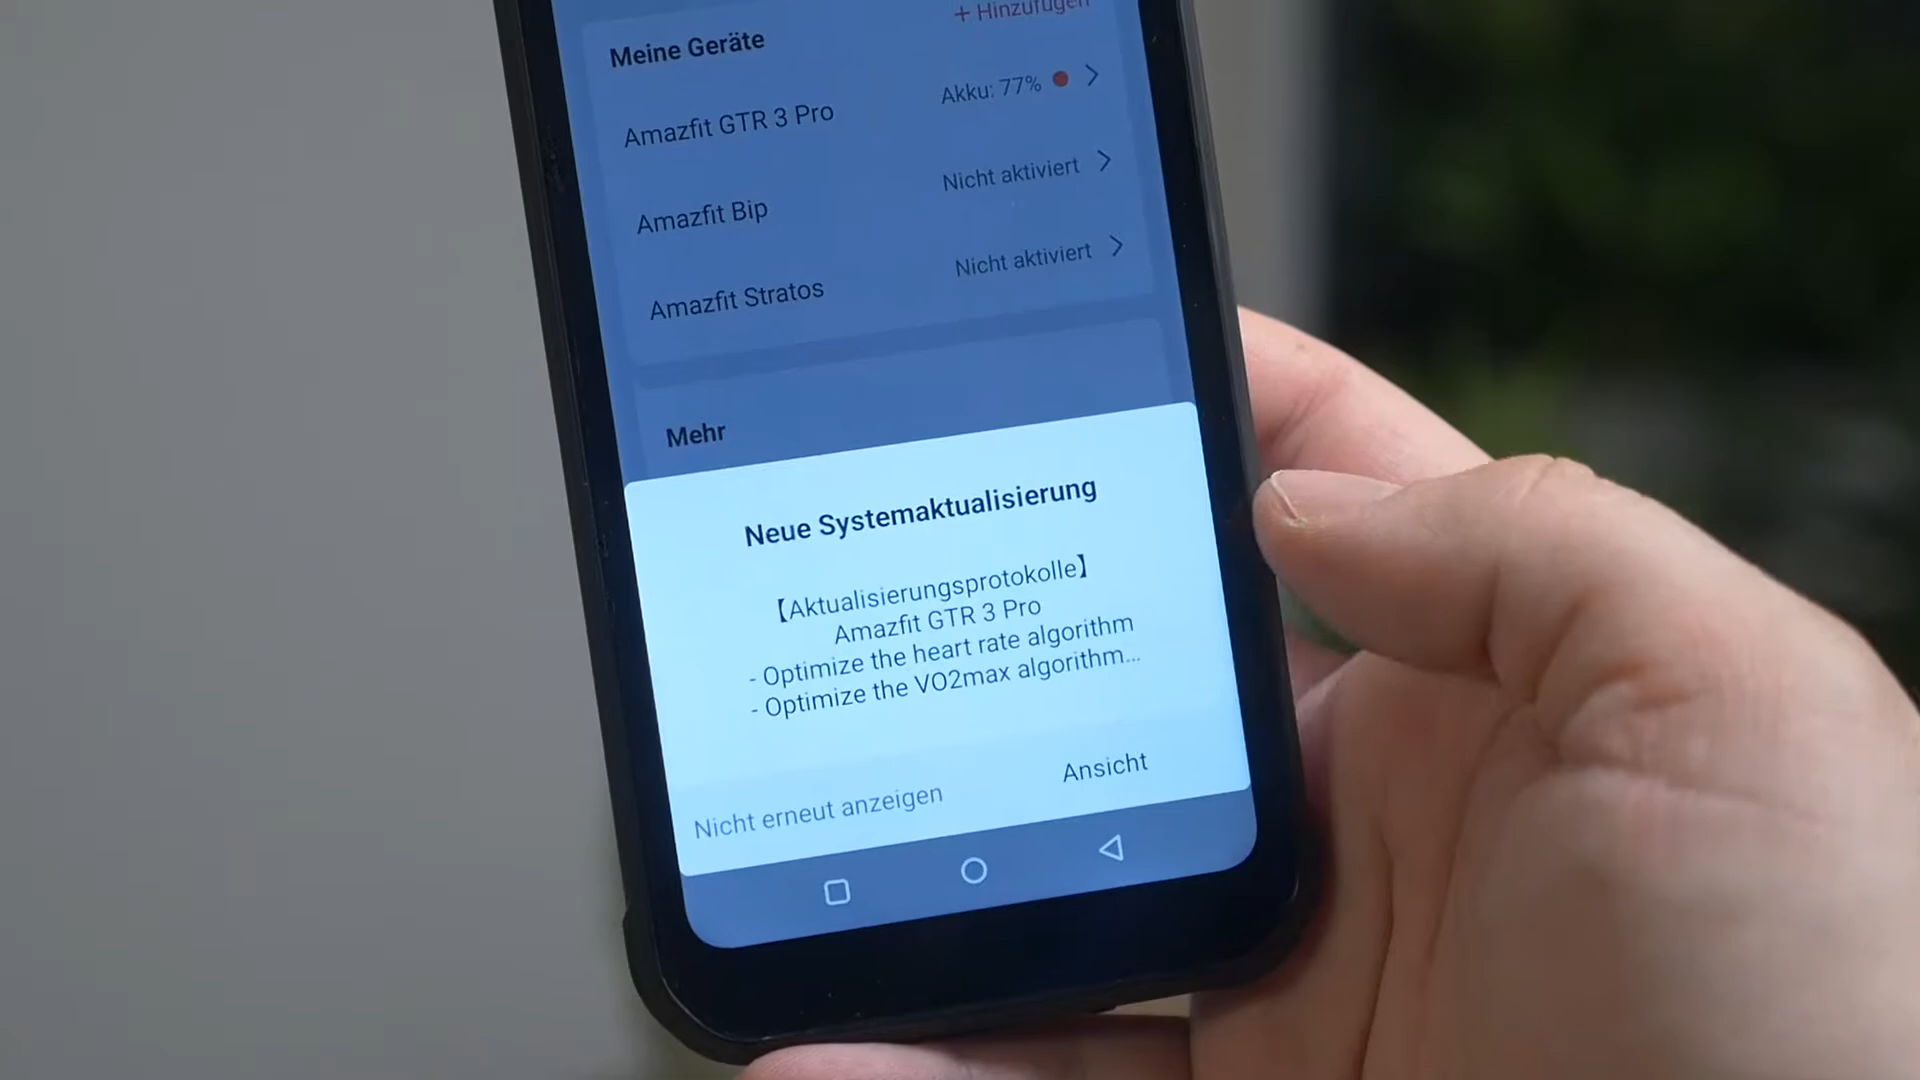 + Hinzufügen
Meine Geräte
Amazfit GTR 3 Pro
Akku: 77%
Amazfit Bip
Nicht aktiviert
Amazfit Stratos
Nicht aktiviert
Mehr
Neue Systemaktualisierung
【Aktualisierungsprotokolle】
Amazfit GTR 3 Pro
- Optimize the heart rate algorithm
- Optimize the VO2max algorithm...
Nicht erneut anzeigen
Ansicht